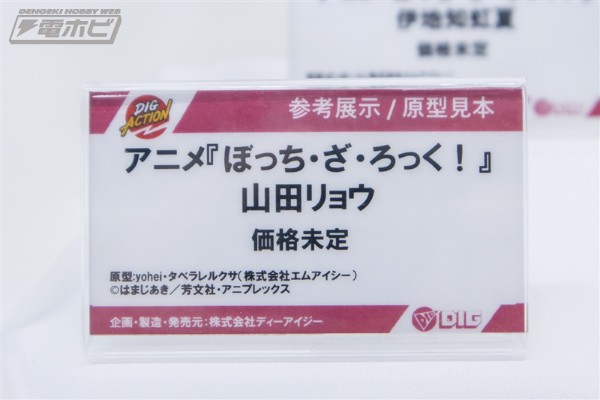 DENGEKI HOBBY WEB
電ホビ
伊地知虹夏
価格未定
DIG
ACTION
参考展示 / 原型見本
アニメ『ぼっち・ざ・ろっく！』
山田リョウ
価格未定
原型:yohei・タベラレルクサ（株式会社エムアイシー）
©はまじあき／芳文社・アニプレックス
企画・製造・発売元：株式会社ディーアイジー
DIG